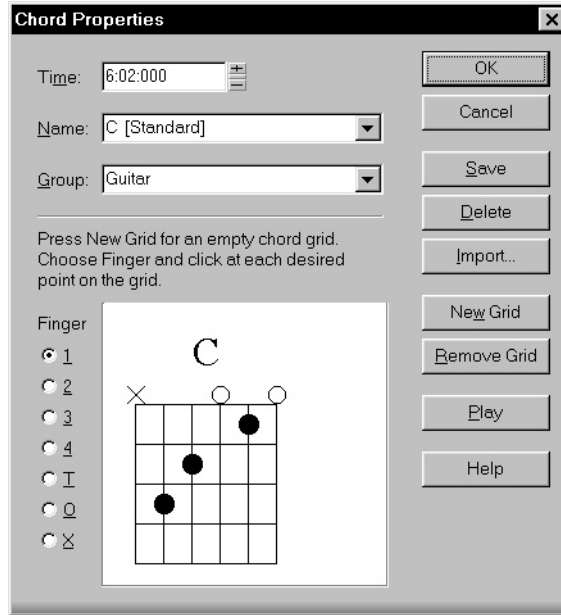 Chord Properties
Time: 6:02:000
Name: C [Standard]
Group: Guitar
Press New Grid for an empty chord grid.
Choose Finger and click at each desired
point on the grid.
Finger
1
2
3
4
T
O
X
C
X O O
OK
Cancel
Save
Delete
Import...
New Grid
Remove Grid
Play
Help